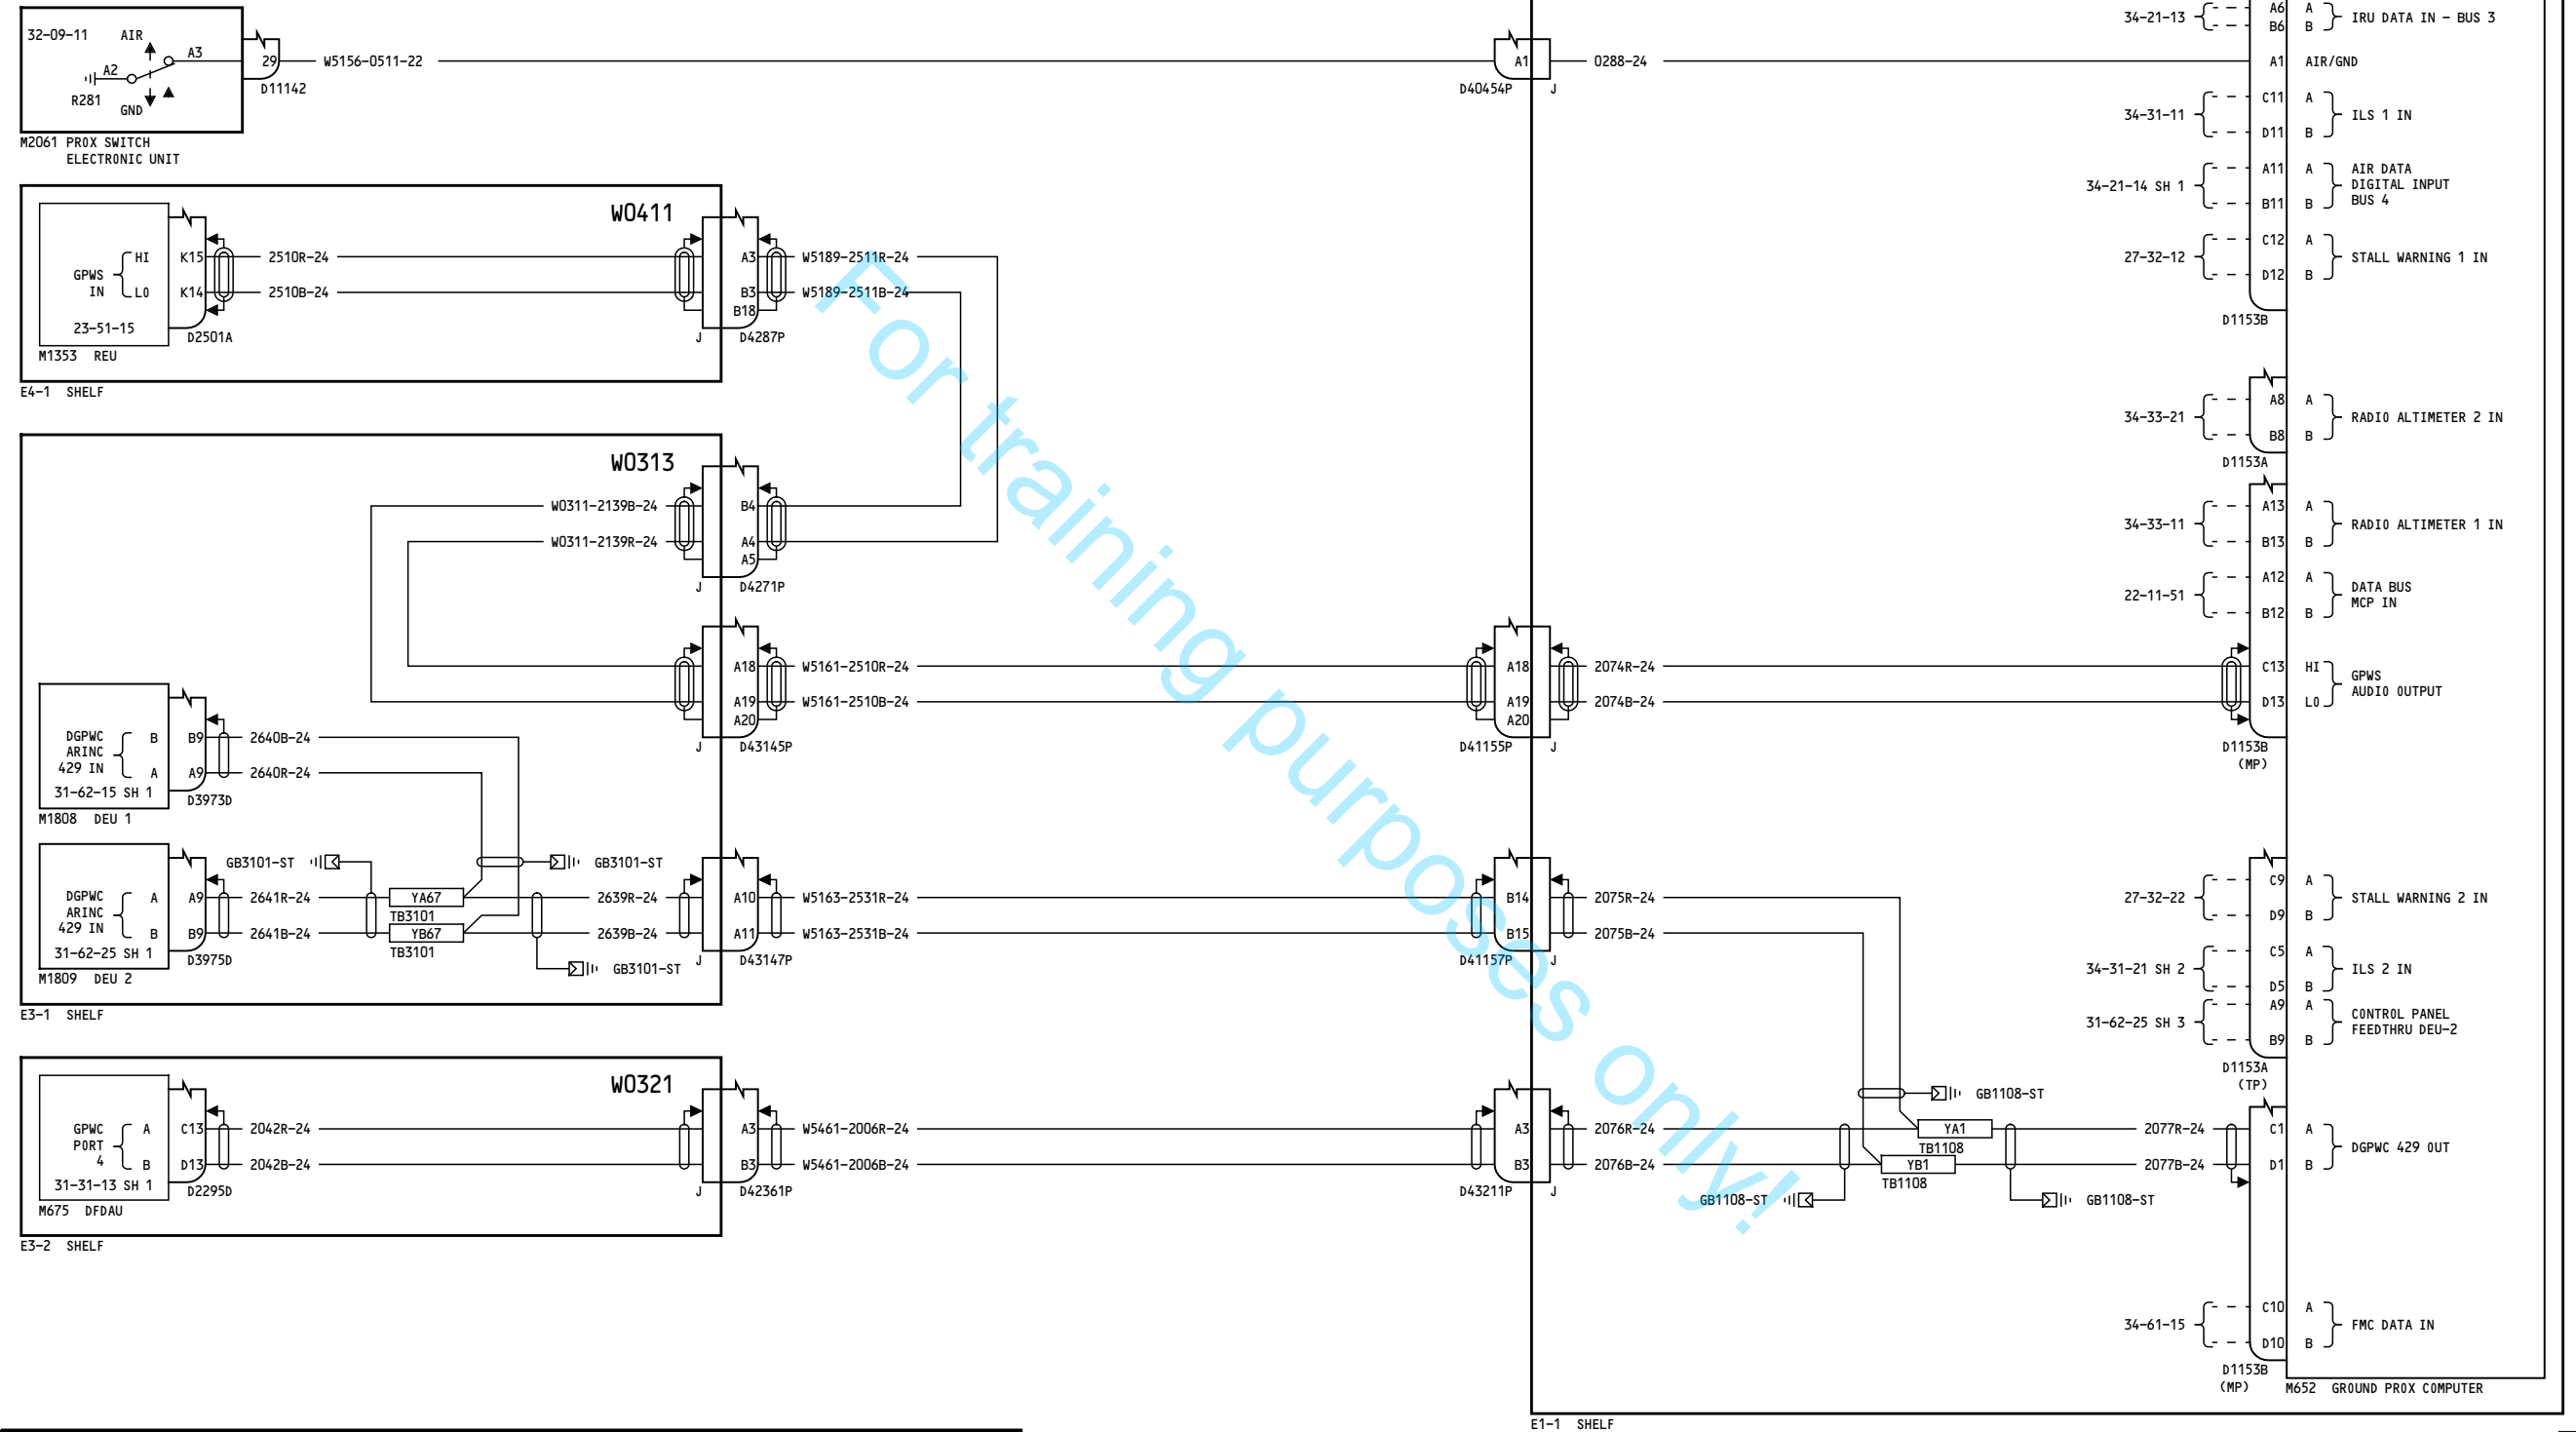 32-09-11
AIR
A3
A2
R281
GND
29
D11142
W5156-0511-22
M2061 PROX SWITCH
ELECTRONIC UNIT
A1
D40454P
J
0288-24
34-21-13
A6 A
B6 B
IRU DATA IN - BUS 3
A1 AIR/GND
34-31-11
C11 A
D11 B
ILS 1 IN
34-21-14 SH 1
A11 A
B11 B
AIR DATA
DIGITAL INPUT
BUS 4
27-32-12
C12 A
D12 B
STALL WARNING 1 IN
D1153B
W0411
GPWS
IN
HI
LO
K15
K14
23-51-15
M1353 REU
D2501A
2510R-24
2510B-24
A3
B3
B18
J
D4287P
W5189-2511R-24
W5189-2511B-24
E4-1 SHELF
34-33-21
A8 A
B8 B
RADIO ALTIMETER 2 IN
D1153A
W0313
W0311-2139B-24
W0311-2139R-24
B4
A4
A5
J
D4271P
34-33-11
A13 A
B13 B
RADIO ALTIMETER 1 IN
22-11-51
A12 A
B12 B
DATA BUS
MCP IN
A18
A19
A20
J
D43145P
W5161-2510R-24
W5161-2510B-24
A18
A19
A20
D41155P
J
2074R-24
2074B-24
C13 HI
D13 LO
GPWS
AUDIO OUTPUT
D1153B
(MP)
DGPWC
ARINC
429 IN
B
A
B9
A9
31-62-15 SH 1
D3973D
M1808 DEU 1
2640B-24
2640R-24
DGPWC
ARINC
429 IN
A
B
A9
B9
31-62-25 SH 1
D3975D
M1809 DEU 2
GB3101-ST
2641R-24
2641B-24
YA67
TB3101
YB67
TB3101
GB3101-ST
2639R-24
2639B-24
GB3101-ST
A10
A11
J
D43147P
W5163-2531R-24
W5163-2531B-24
B14
B15
D41157P
J
2075R-24
2075B-24
E3-1 SHELF
27-32-22
C9 A
D9 B
STALL WARNING 2 IN
34-31-21 SH 2
C5 A
D5 B
ILS 2 IN
31-62-25 SH 3
A9 A
B9 B
CONTROL PANEL
FEEDTHRU DEU-2
D1153A
(TP)
W0321
GPWC
PORT
4
A
B
C13
D13
31-31-13 SH 1
D2295D
M675 DFDAU
2042R-24
2042B-24
A3
B3
J
D42361P
W5461-2006R-24
W5461-2006B-24
A3
B3
D43211P
J
2076R-24
2076B-24
GB1108-ST
YA1
TB1108
YB1
TB1108
GB1108-ST
GB1108-ST
2077R-24
2077B-24
C1 A
D1 B
DGPWC 429 OUT
E3-2 SHELF
34-61-15
C10 A
D10 B
FMC DATA IN
D1153B
(MP)
M652 GROUND PROX COMPUTER
E1-1 SHELF
For training purposes only!